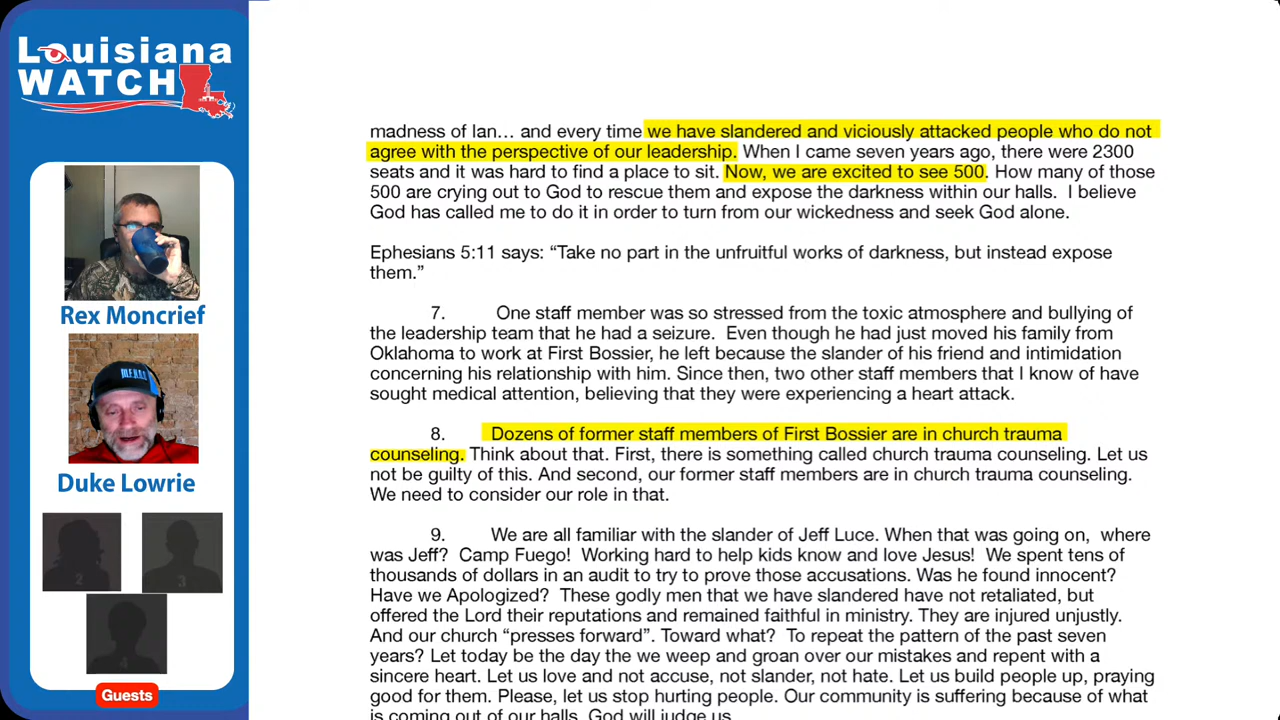 Louisiana
WATCH
Rex Moncrief
M.F.N.D.D
Duke Lowrie
2
3
4
Guests
madness of Ian… and every time we have slandered and viciously attacked people who do not
agree with the perspective of our leadership. When I came seven years ago, there were 2300
seats and it was hard to find a place to sit. Now, we are excited to see 500. How many of those
500 are crying out to God to rescue them and expose the darkness within our halls.  I believe
God has called me to do it in order to turn from our wickedness and seek God alone.
Ephesians 5:11 says: “Take no part in the unfruitful works of darkness, but instead expose
them.”
7. One staff member was so stressed from the toxic atmosphere and bullying of
the leadership team that he had a seizure.  Even though he had just moved his family from
Oklahoma to work at First Bossier, he left because the slander of his friend and intimidation
concerning his relationship with him. Since then, two other staff members that I know of have
sought medical attention, believing that they were experiencing a heart attack.
8. Dozens of former staff members of First Bossier are in church trauma
counseling. Think about that. First, there is something called church trauma counseling. Let us
not be guilty of this. And second, our former staff members are in church trauma counseling.
We need to consider our role in that.
9. We are all familiar with the slander of Jeff Luce. When that was going on,  where
was Jeff?  Camp Fuego!  Working hard to help kids know and love Jesus!  We spent tens of
thousands of dollars in an audit to try to prove those accusations. Was he found innocent?
Have we Apologized?  These godly men that we have slandered have not retaliated, but
offered the Lord their reputations and remained faithful in ministry. They are injured unjustly.
And our church “presses forward”. Toward what?  To repeat the pattern of the past seven
years? Let today be the day the we weep and groan over our mistakes and repent with a
sincere heart. Let us love and not accuse, not slander, not hate. Let us build people up, praying
good for them. Please, let us stop hurting people. Our community is suffering because of what
is coming out of our halls. God will judge us.